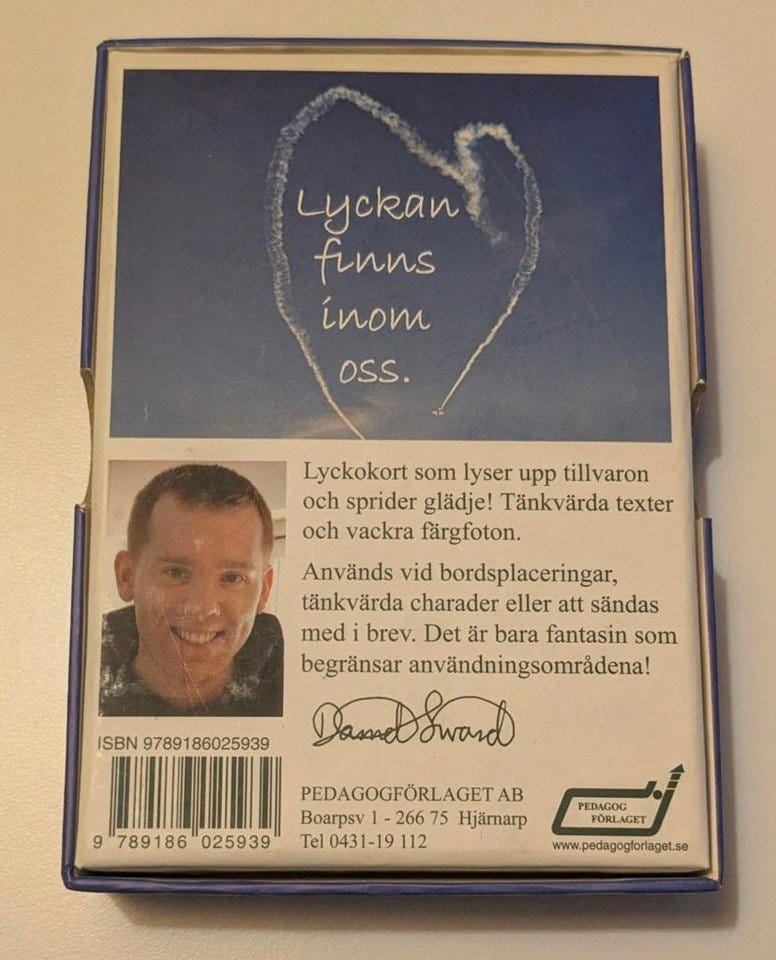 Lyckan
finns
inom
oss.
Lyckokort som lyser upp tillvaron
och sprider glädje! Tänkvärda texter
och vackra färgfoton.
Används vid bordsplaceringar,
tänkvärda charader eller att sändas
med i brev. Det är bara fantasin som
begränsar användningsområdena!
Daniel Sward
ISBN 9789186025939
9 789186 025939
PEDAGOGFÖRLAGET AB
Boarpsv 1 - 266 75 Hjärnarp
Tel 0431-19 112
PEDAGOG
FÖRLAGET
www.pedagogforlaget.se